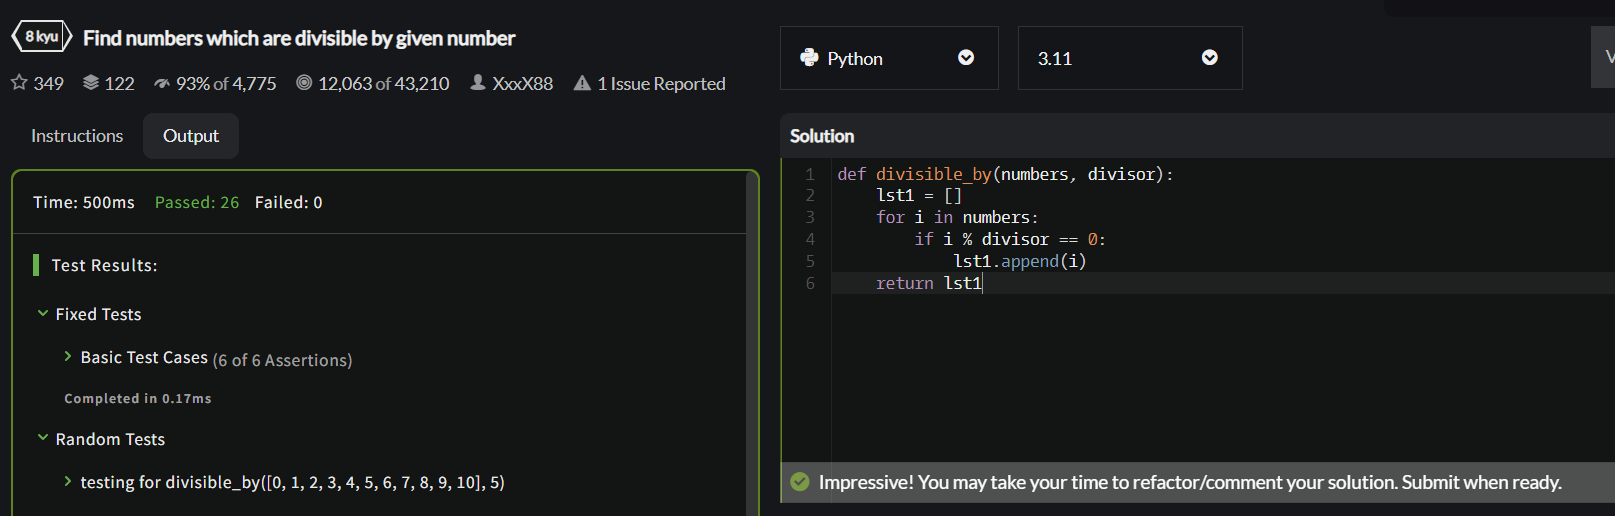 8 kyu Find numbers which are divisible by given number
349 122 93% of 4,775 12,063 of 43,210 XxxX88 1 Issue Reported
Instructions Output
Time: 500ms Passed: 26 Failed: 0
Test Results:
Fixed Tests
Basic Test Cases (6 of 6 Assertions)
Completed in 0.17ms
Random Tests
testing for divisible_by([0, 1, 2, 3, 4, 5, 6, 7, 8, 9, 10], 5)
Python 3.11
Solution
1 def divisible_by(numbers, divisor):
2     lst1 = []
3     for i in numbers:
4         if i % divisor == 0:
5             lst1.append(i)
6     return lst1
Impressive! You may take your time to refactor/comment your solution. Submit when ready.